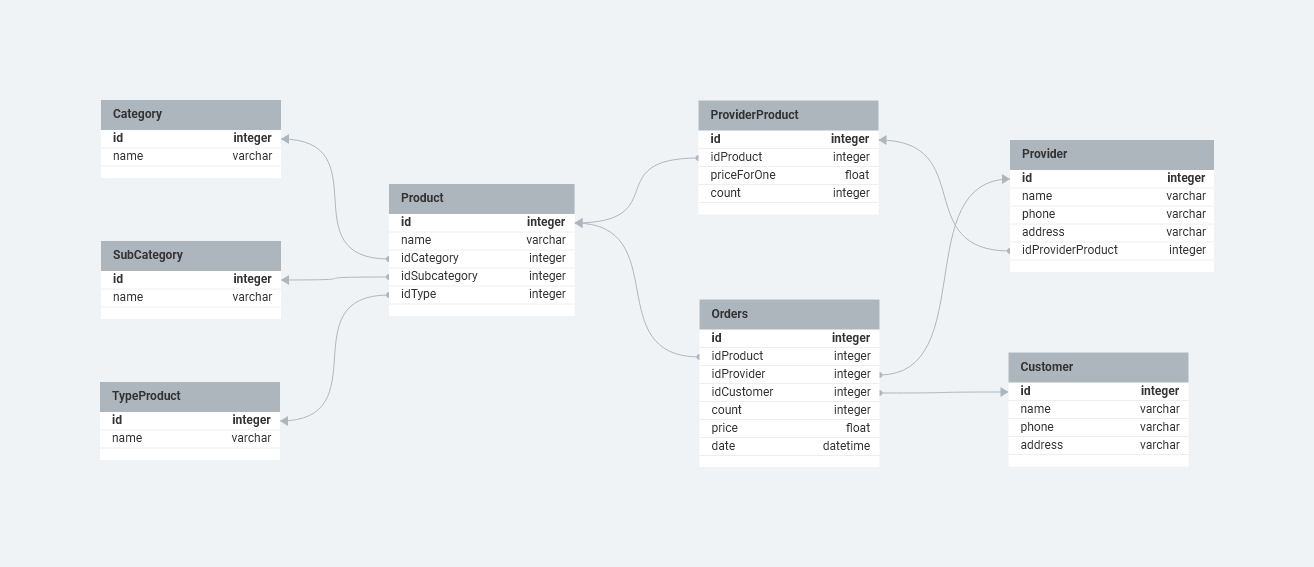 Category
id integer
name varchar
SubCategory
id integer
name varchar
TypeProduct
id integer
name varchar
Product
id integer
name varchar
idCategory integer
idSubcategory integer
idType integer
ProviderProduct
id integer
idProduct integer
priceForOne float
count integer
Orders
id integer
idProduct integer
idProvider integer
idCustomer integer
count integer
price float
date datetime
Provider
id integer
name varchar
phone varchar
address varchar
idProviderProduct integer
Customer
id integer
name varchar
phone varchar
address varchar